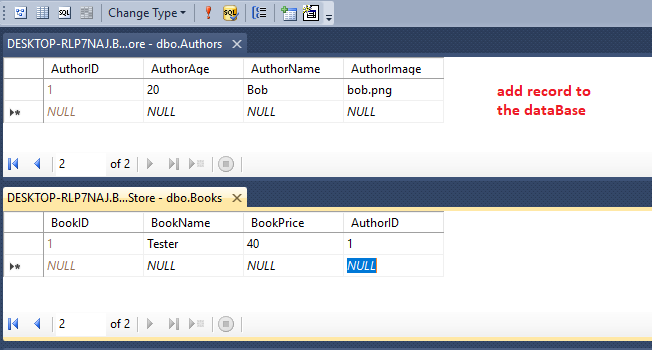 Change Type
SQL
DESKTOP-RLP7NAJ.B...ore - dbo.Authors
AuthorID AuthorAge AuthorName AuthorImage
1 20 Bob bob.png
NULL NULL NULL NULL
add record to
the dataBase
2 of 2
DESKTOP-RLP7NAJ.B...Store - dbo.Books
BookID BookName BookPrice AuthorID
1 Tester 40 1
NULL NULL NULL NULL
2 of 2